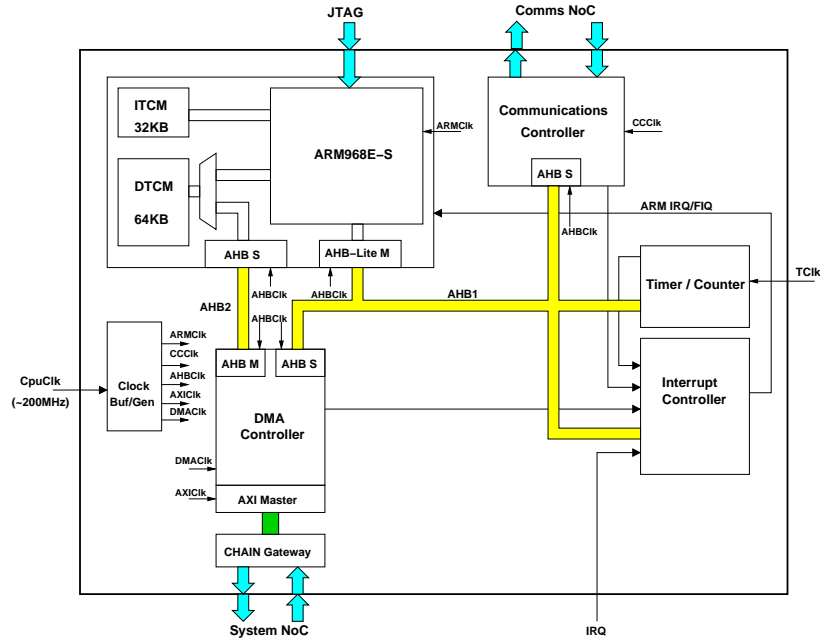 JTAG
Comms NoC
ITCM
32KB
ARM968E-S
ARMClk
Communications
Controller
CCClk
DTCM
64KB
AHB S
ARM IRQ/FIQ
AHBClk
AHB S
AHB-Lite M
Timer / Counter
TClk
AHBClk
AHBClk
AHB2
AHB1
AHBClk
ARMClk
CCClk
AHBClk
AXIClk
DMAClk
CpuClk
(~200MHz)
Clock
Buf/Gen
AHB M
AHB S
DMA
Controller
Interrupt
Controller
DMAClk
AXIClk
AXI Master
CHAIN Gateway
System NoC
IRQ